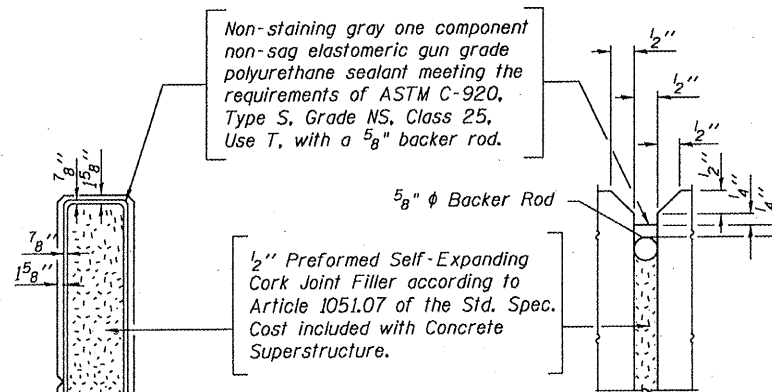 Non-staining gray one component
non-sag elastomeric gun grade
polyurethane sealant meeting the
requirements of ASTM C-920,
Type S, Grade NS, Class 25,
Use T, with a 5/8" backer rod.
1/2"
1/2"
1/2"
1/2"
1/4"
1/4"
7/8"
1 5/8"
5/8" ϕ Backer Rod
7/8"
1 5/8"
1/2" Preformed Self-Expanding
Cork Joint Filler according to
Article 1051.07 of the Std. Spec.
Cost included with Concrete
Superstructure.